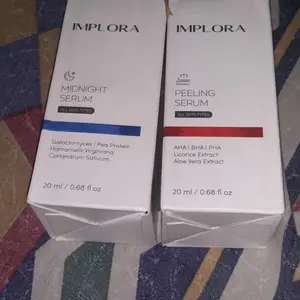 IMPLORA
MIDNIGHT
SERUM
ALL SKIN TYPES
Galactomyces | Pea Protein
Hamamelis Virginiana
Coriandrum Sativum
20 ml / 0.68 fl oz
IMPLORA
PEELING
SERUM
ALL SKIN TYPES
AHA | BHA | PHA
Licorice Extract
Aloe Vera Extract
20 ml / 0.68 fl oz